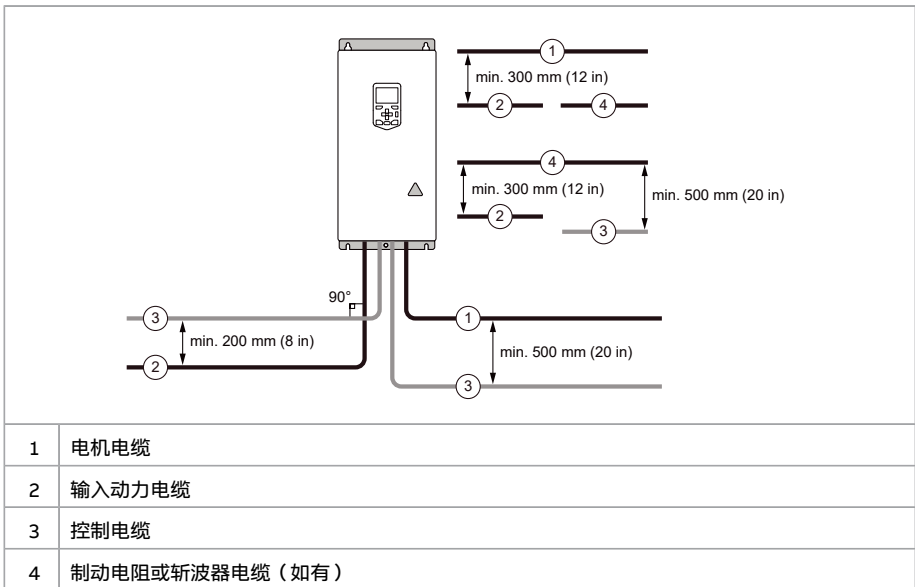 1
min. 300 mm (12 in)
2 4
4
min. 300 mm (12 in) min. 500 mm (20 in)
2
3
90°
3 1
min. 200 mm (8 in) min. 500 mm (20 in)
2
3
1 电机电缆
2 输入动力电缆
3 控制电缆
4 制动电阻或斩波器电缆（如有）